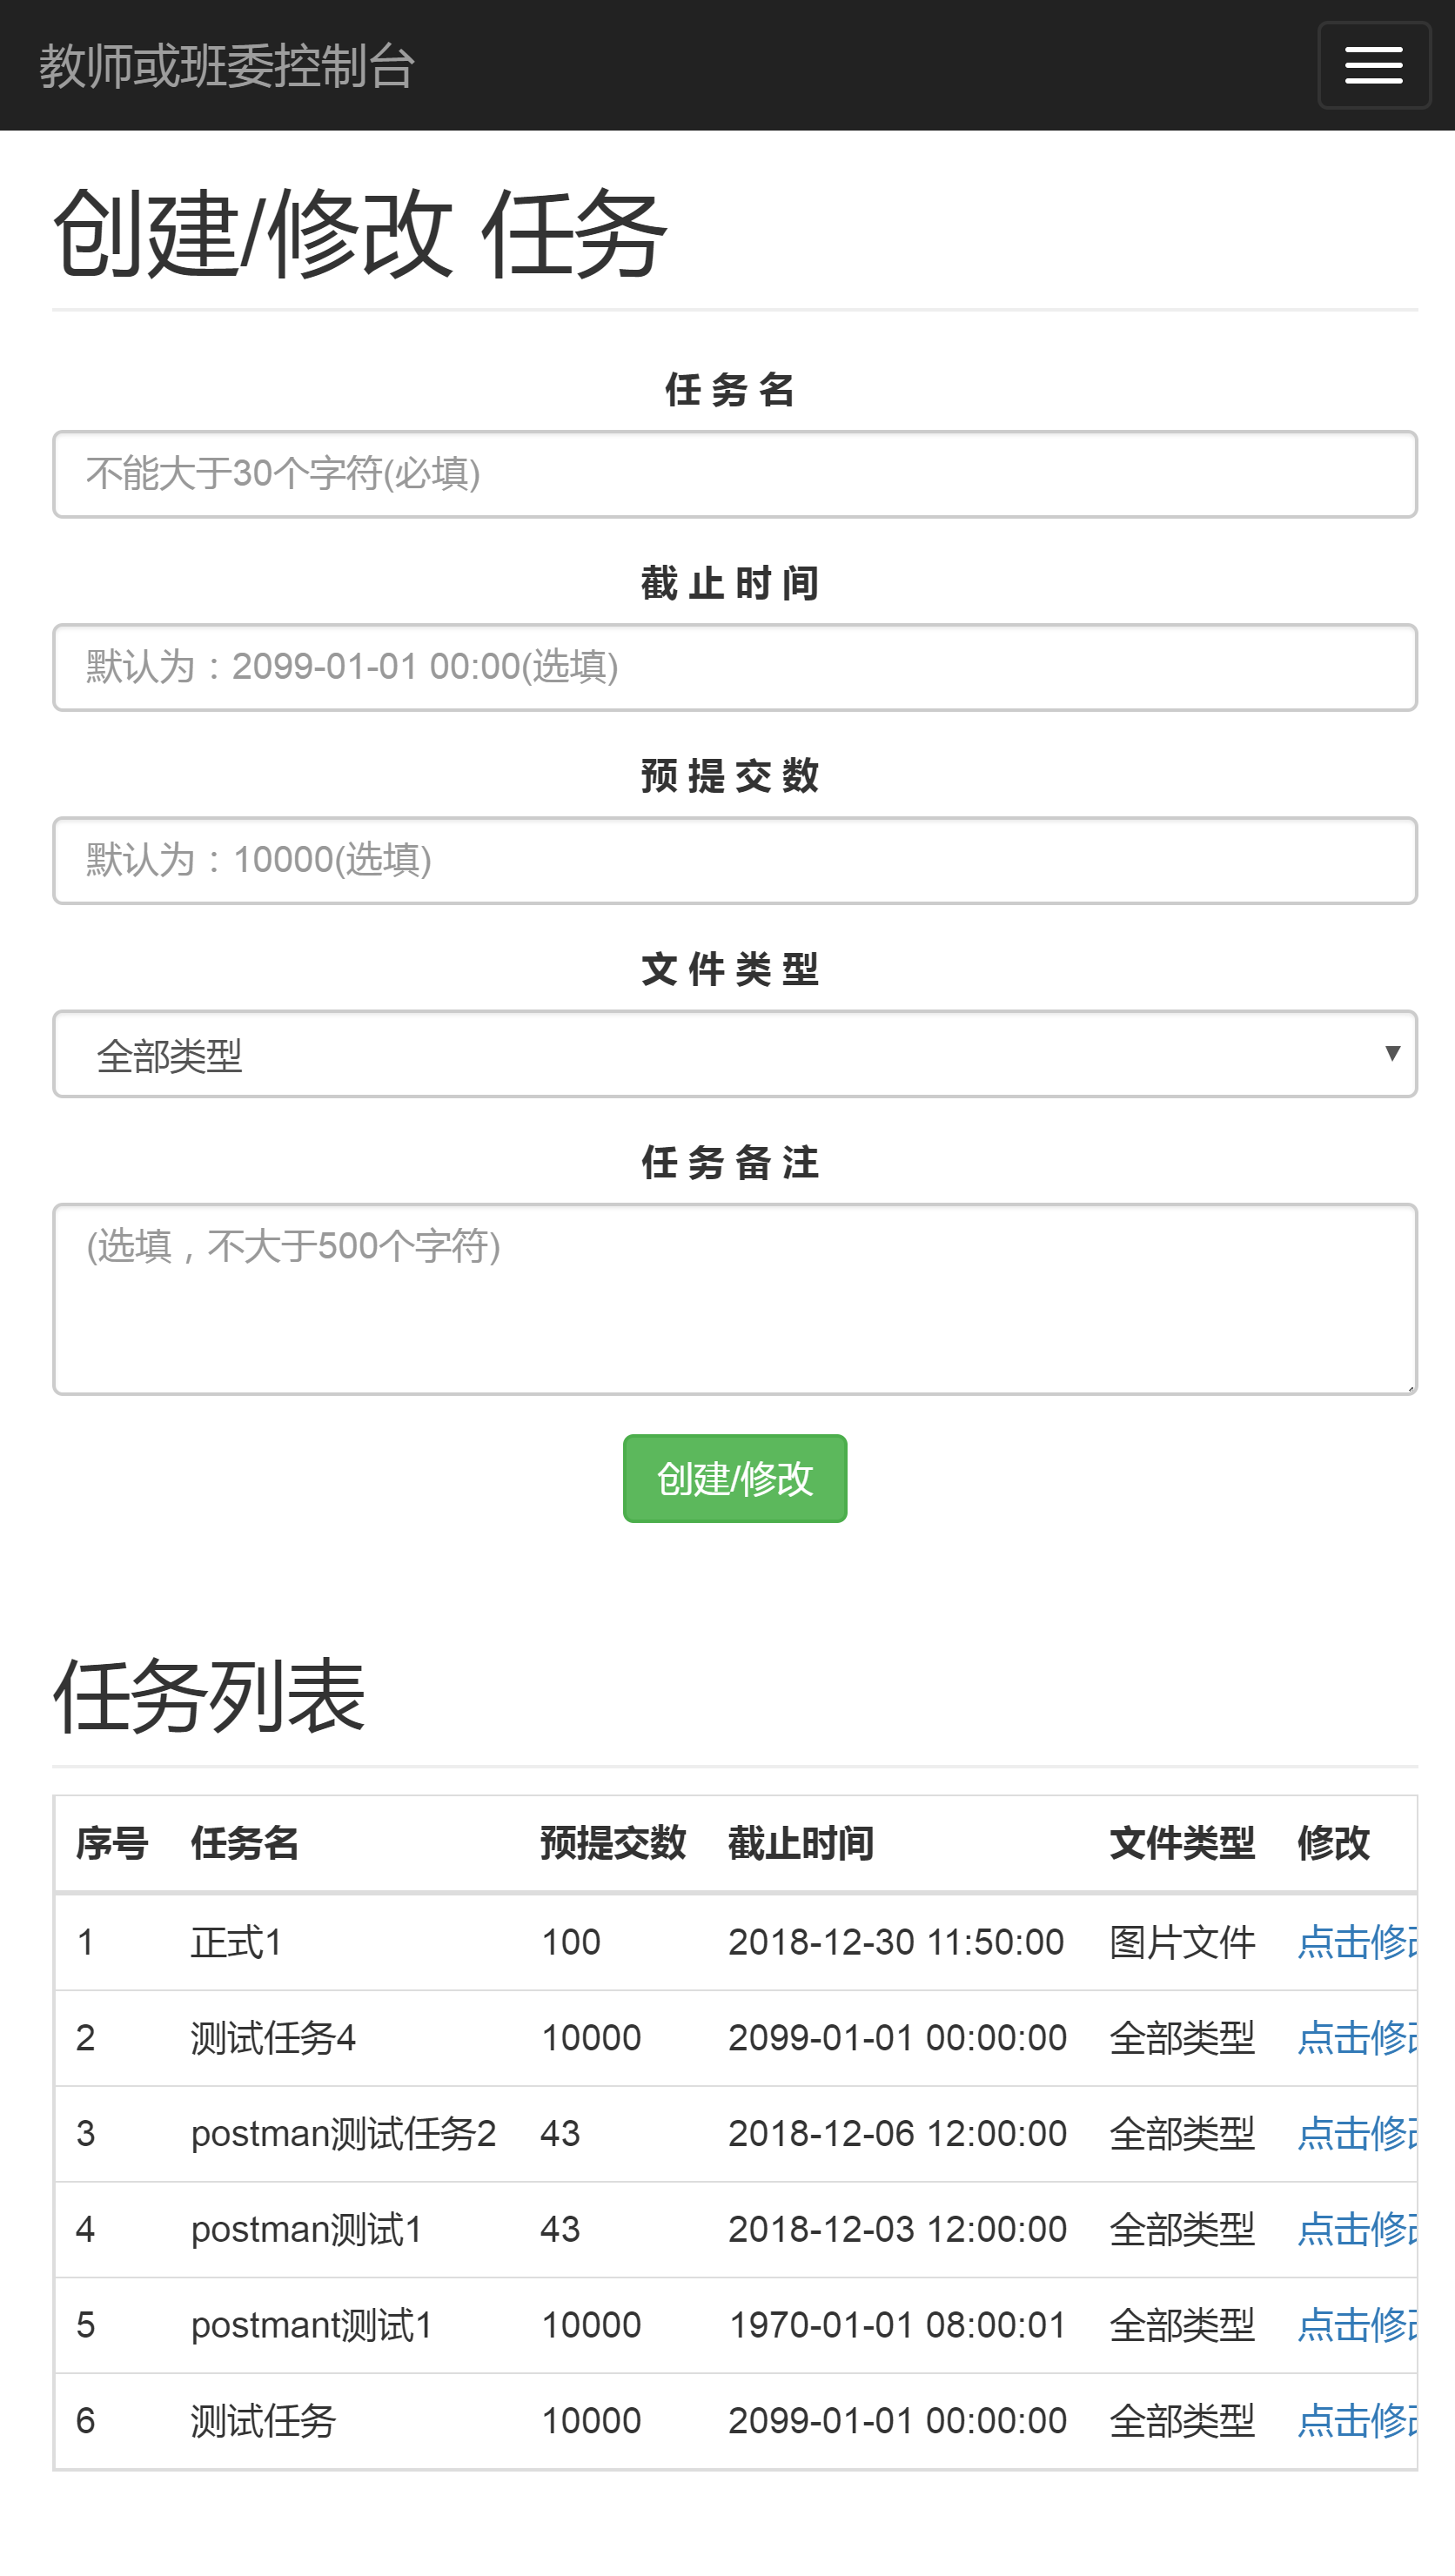 教师或班委控制台
创建/修改 任务
任 务 名
不能大于30个字符(必填)
截 止 时 间
默认为：2099-01-01 00:00(选填)
预 提 交 数
默认为：10000(选填)
文 件 类 型
全部类型
任 务 备 注
(选填，不大于500个字符)
创建/修改
任务列表
序号 任务名 预提交数 截止时间 文件类型 修改
1 正式1 100 2018-12-30 11:50:00 图片文件 点击修改
2 测试任务4 10000 2099-01-01 00:00:00 全部类型 点击修改
3 postman测试任务2 43 2018-12-06 12:00:00 全部类型 点击修改
4 postman测试1 43 2018-12-03 12:00:00 全部类型 点击修改
5 postmant测试1 10000 1970-01-01 08:00:01 全部类型 点击修改
6 测试任务 10000 2099-01-01 00:00:00 全部类型 点击修改